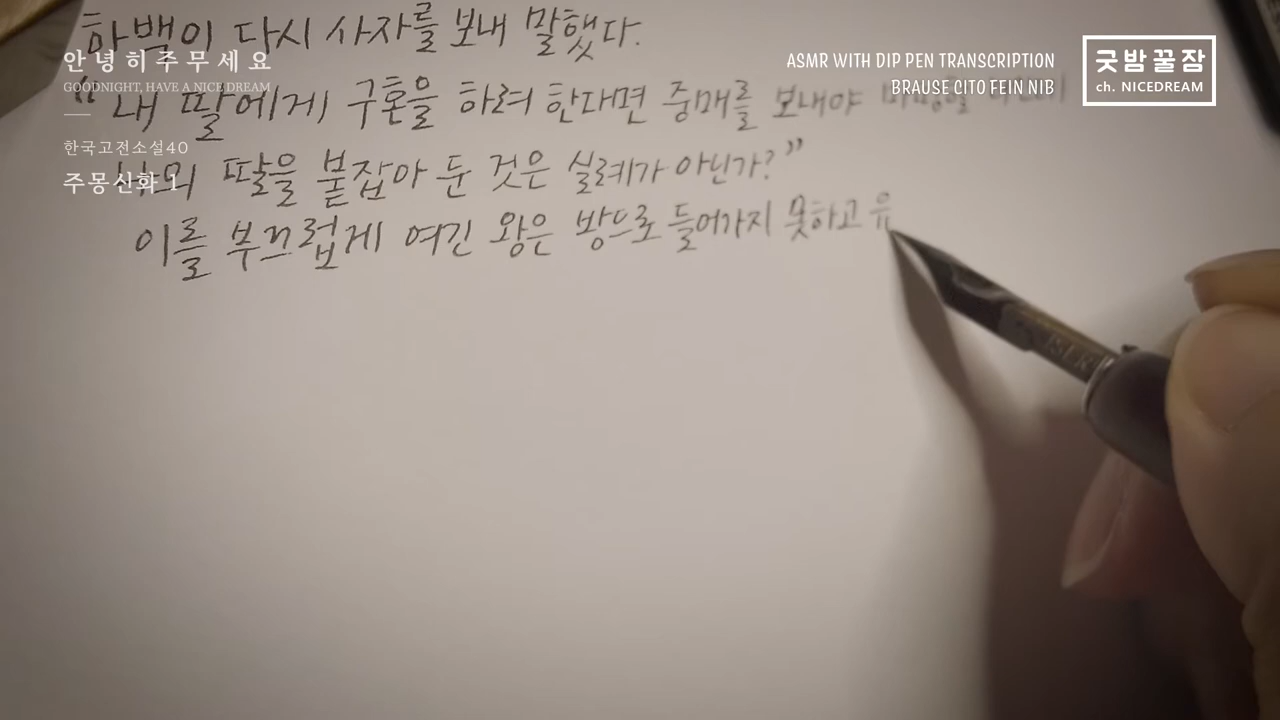 하백이 다시 사자를 보내 말했다.
"내 딸에게 구혼을 하려 한다면 중매를 보내야
나의 딸을 붙잡아 둔 것은 실례가 아닌가?"
이를 부끄럽게 여긴 왕은 방으로 들어가지 못하고 유
안녕히주무세요
GOODNIGHT, HAVE A NICE DREAM
한국고전소설40
주몽신화 1
ASMR WITH DIP PEN TRANSCRIPTION
BRAUSE CITO FEIN NIB
굿밤꿀잠
ch. NICEDREAM